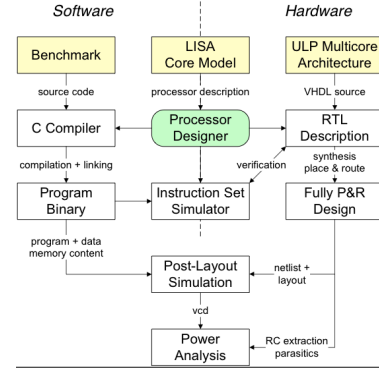 Software
Hardware
Benchmark
LISA
Core Model
ULP Multicore
Architecture
source code
processor description
VHDL source
C Compiler
Processor
Designer
RTL
Description
compilation + linking
verification
synthesis
place & route
Program
Binary
Instruction Set
Simulator
Fully P&R
Design
program + data
memory content
Post-Layout
Simulation
netlist +
layout
vcd
Power
Analysis
RC extraction
parasitics